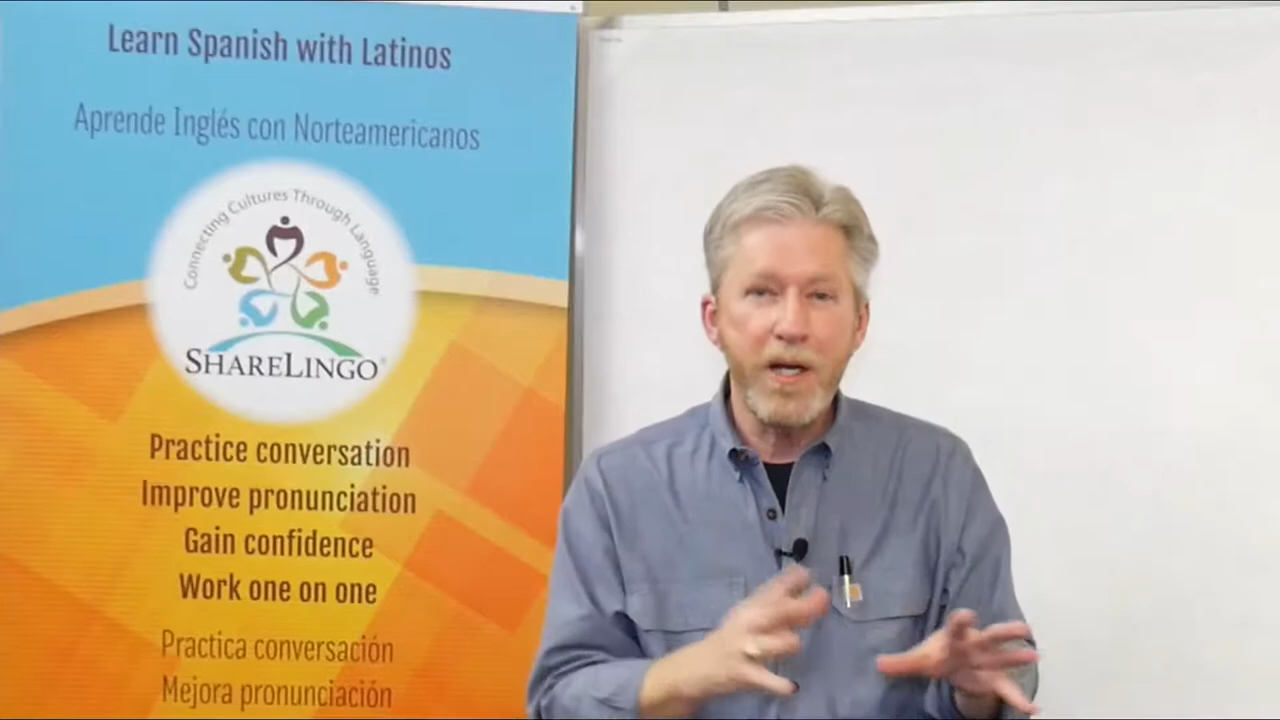 Learn Spanish with Latinos
Aprende Inglés con Norteamericanos
Connecting Cultures Through Language
SHARELINGO®
Practice conversation
Improve pronunciation
Gain confidence
Work one on one
Practica conversación
Mejora pronunciación